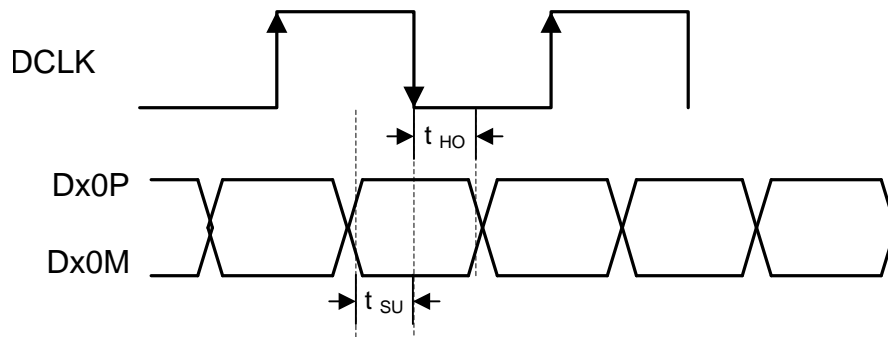 DCLK
t HO
Dx0P
Dx0M
t SU